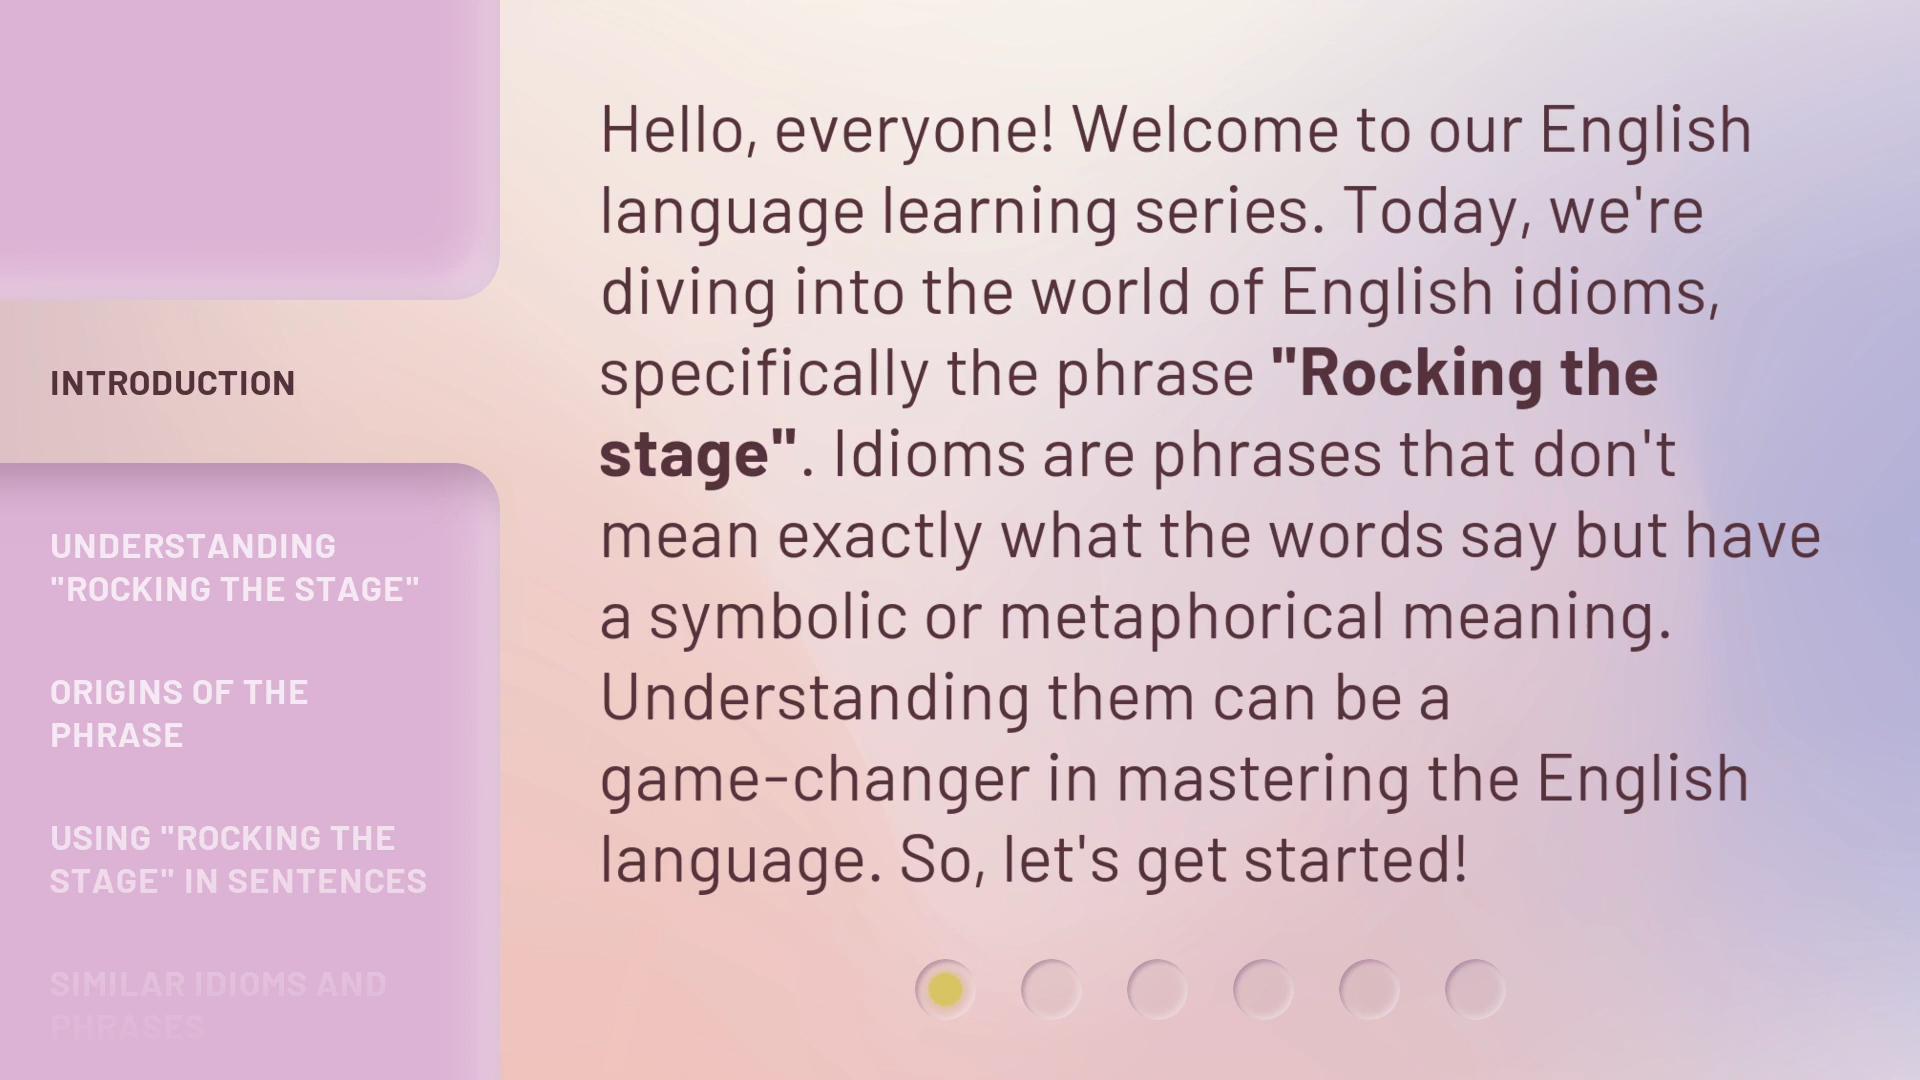 INTRODUCTION
UNDERSTANDING
"ROCKING THE STAGE"
ORIGINS OF THE
PHRASE
USING "ROCKING THE
STAGE" IN SENTENCES
SIMILAR IDIOMS AND
PHRASES
Hello, everyone! Welcome to our English
language learning series. Today, we're
diving into the world of English idioms,
specifically the phrase "Rocking the
stage". Idioms are phrases that don't
mean exactly what the words say but have
a symbolic or metaphorical meaning.
Understanding them can be a
game-changer in mastering the English
language. So, let's get started!